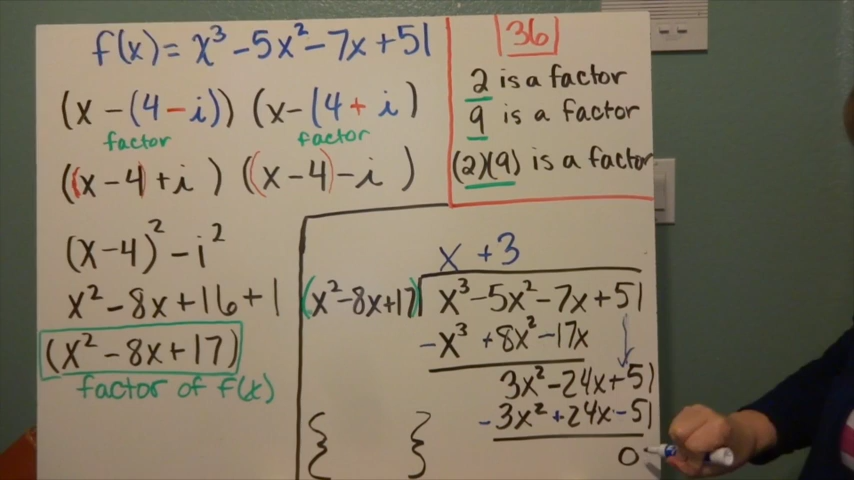 f(x) = x³ - 5x² - 7x + 51
(x - (4 - i)) (x - (4 + i)
factor factor
((x - 4) + i ) ((x - 4) - i )
(x - 4)² - i²
x² - 8x + 16 + 1
(x² - 8x + 17)
factor of f(x)
36
2 is a factor
9 is a factor
(2)(9) is a factor
x + 3
(x² - 8x + 17) x³ - 5x² - 7x + 51
- x³ + 8x² - 17x
3x² - 24x + 51
- 3x² + 24x - 51
0
{ }